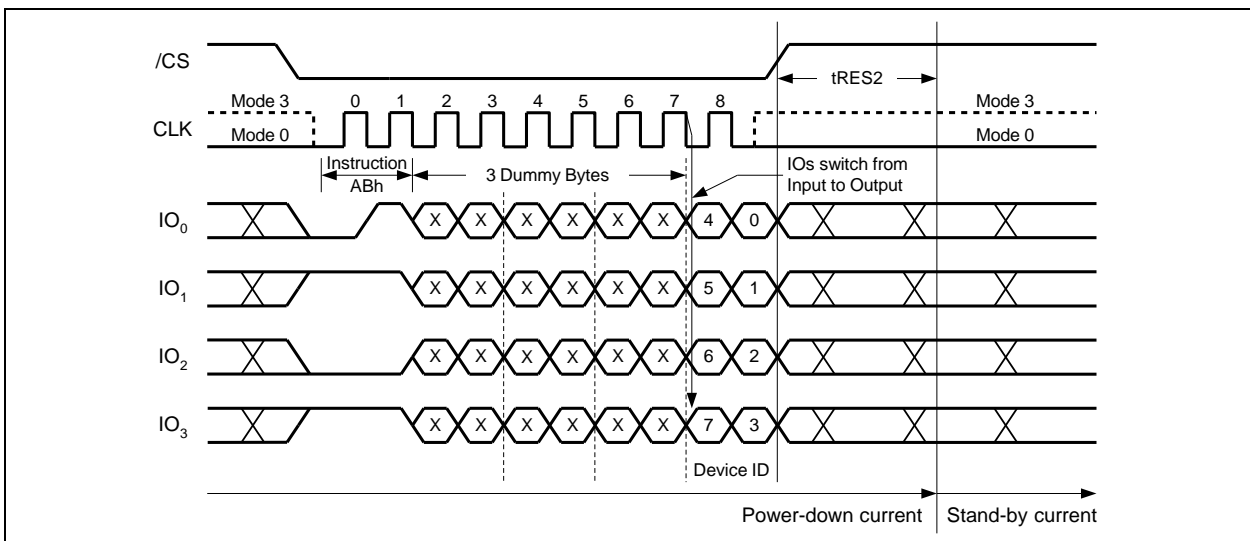 /CS
tRES2
Mode 3 0 1 2 3 4 5 6 7 8 Mode 3
CLK
Mode 0 Mode 0
Instruction
ABh
3 Dummy Bytes
IOs switch from
Input to Output
IO0 X X X X X X 4 0
IO1 X X X X X X 5 1
IO2 X X X X X X 6 2
IO3 X X X X X X 7 3
Device ID
Power-down current Stand-by current